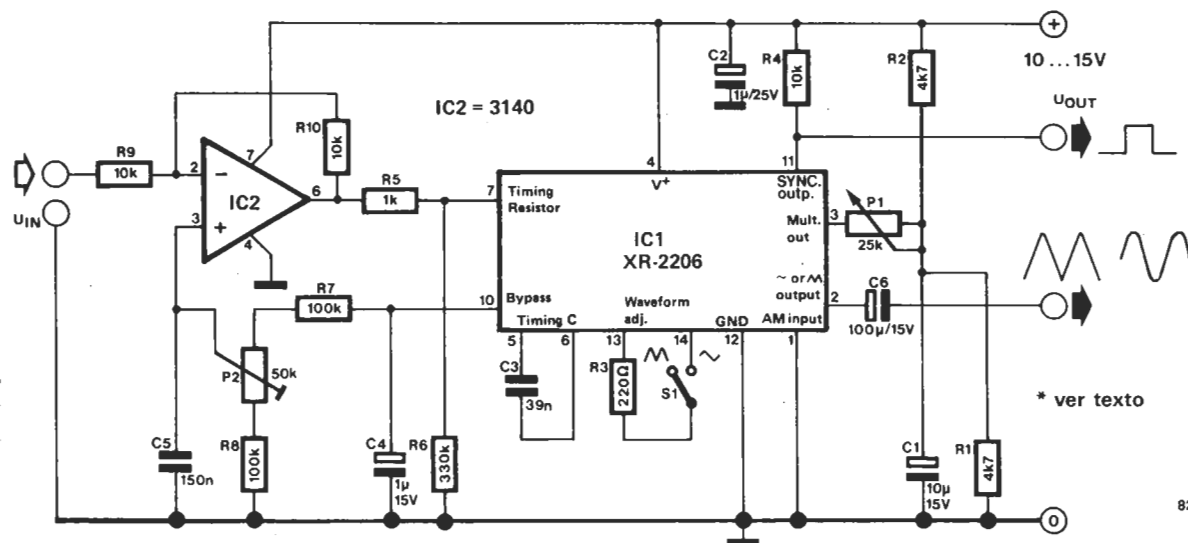 C2
1µ/25V
R4
10k
R2
4k7
+
10 ... 15V
IC2 = 3140
UOUT
R10
10k
7
R9
10k
2
−
IC2
6
3
+
4
UIN
R5
1k
7
Timing
Resistor
4
V+
11
SYNC.
outp.
Mult.
out
3
P1
25k
IC1
XR-2206
~ or
output
2
C6
100µ/15V
R7
100k
10
Bypass
Timing C
Waveform
adj.
GND
AM input
5
6
13
14
12
1
P2
50k
C3
39n
R3
220Ω
S1
~
* ver texto
C5
150n
R8
100k
C4
1µ
15V
R6
330k
C1
10µ
15V
R1
4k7
0
82